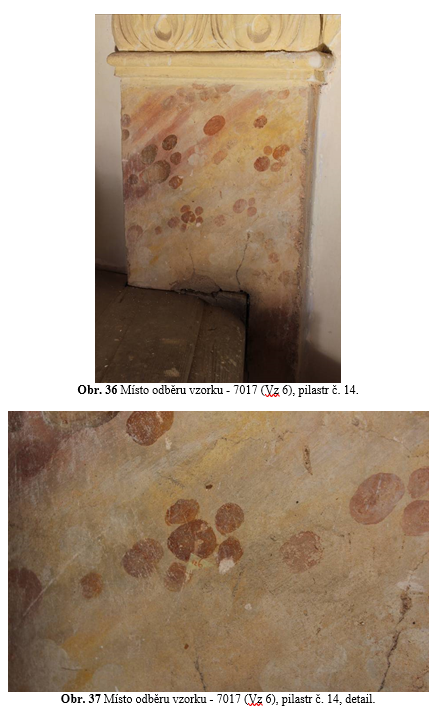 Obr. 36 Místo odběru vzorku - 7017 (Vz 6), pilastr č. 14.
Obr. 37 Místo odběru vzorku - 7017 (Vz 6), pilastr č. 14, detail.